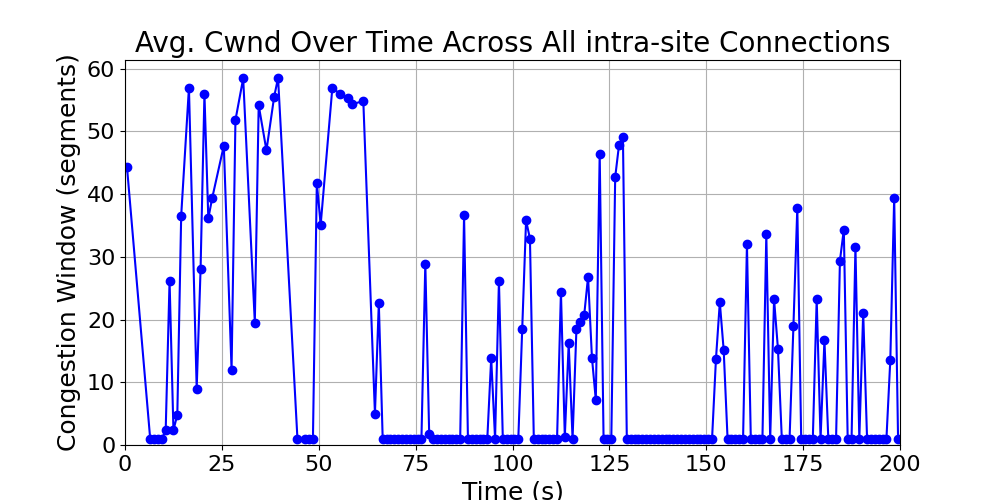 Avg. Cwnd Over Time Across All intra-site Connections
Congestion Window (segments)
60
50
40
30
20
10
0
0 25 50 75 100 125 150 175 200
Time (s)